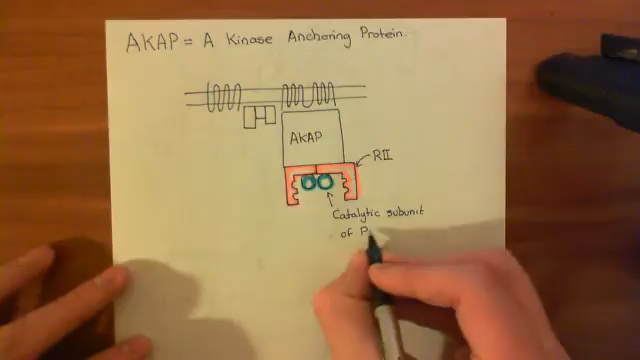 AKAP = A Kinase Anchoring Protein.
AKAP
RII
Catalytic subunit
of P